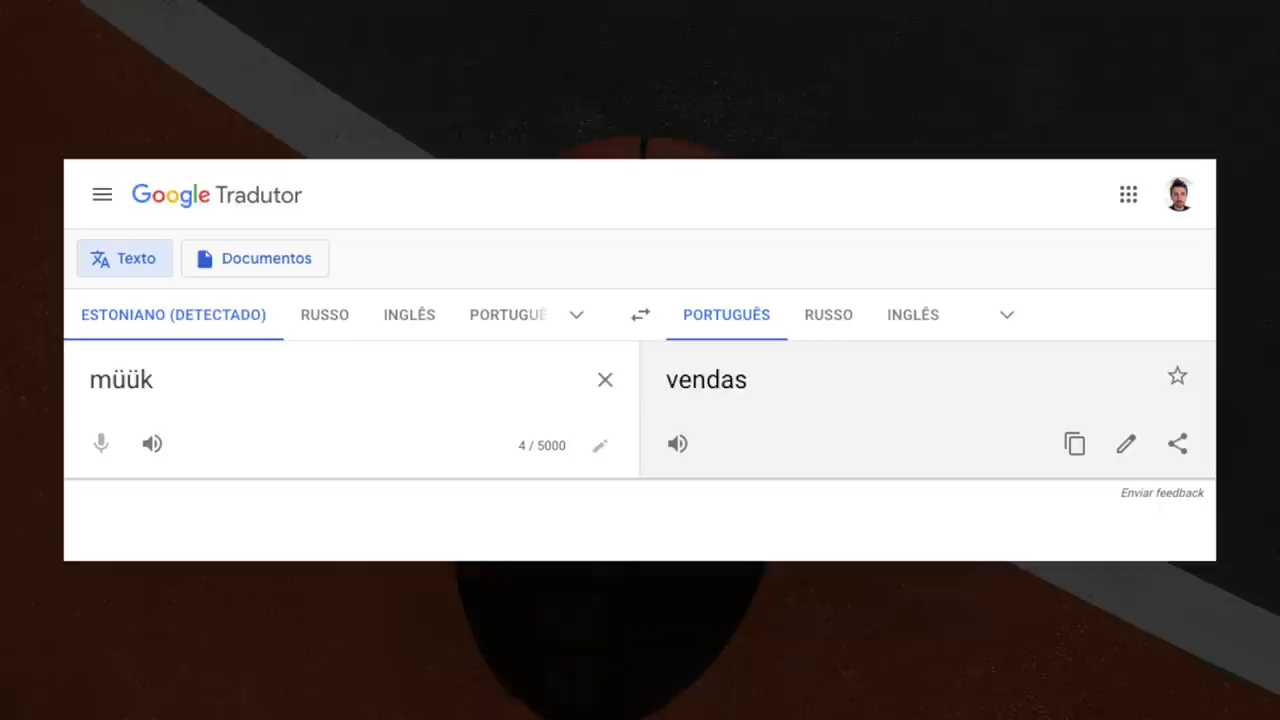 Google Tradutor
Texto Documentos
ESTONIANO (DETECTADO) RUSSO INGLÊS PORTUGUÊ PORTUGUÊS RUSSO INGLÊS
müük vendas
4 / 5000
Enviar feedback